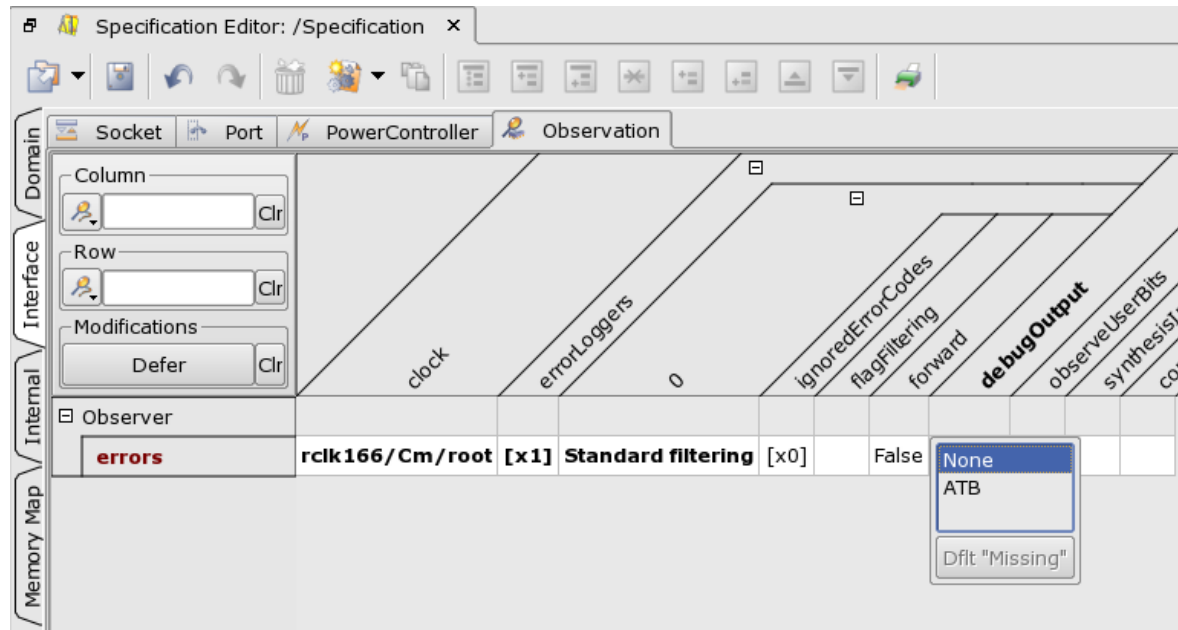 Specification Editor: /Specification ×
Socket Port PowerController Observation
Domain
Interface
Internal
Memory Map
Column
Clr
Row
Clr
Modifications
Defer Clr
clock
errorLoggers
0
ignoredErrorCodes
flagFiltering
forward
debugOutput
observeUserBits
Observer
errors rclk166/Cm/root [x1] Standard filtering [x0] False
None
ATB
Dflt "Missing"